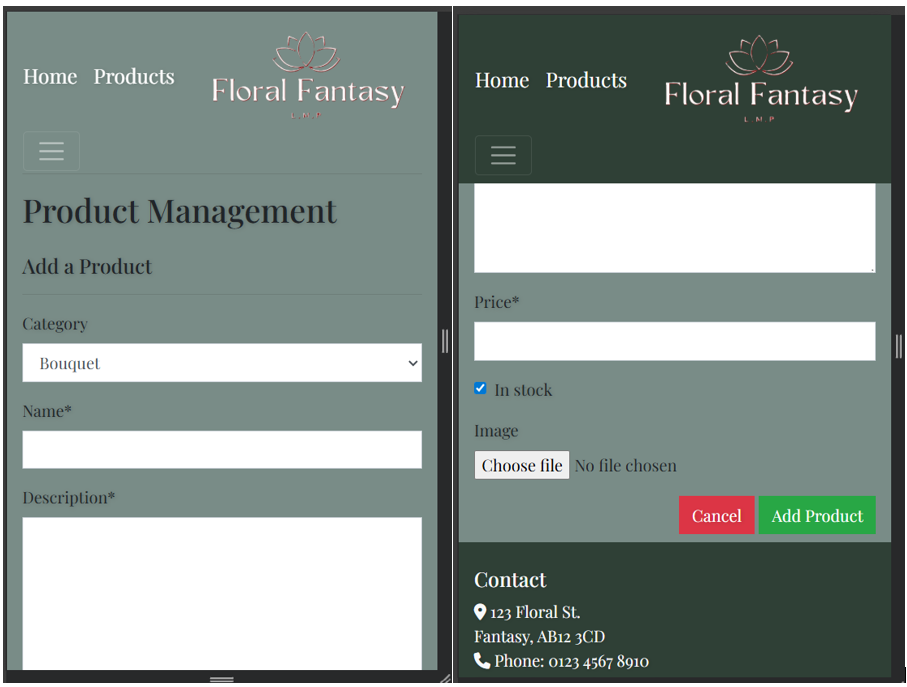 Home Products
Floral Fantasy
L.M.P
Product Management
Add a Product
Category
Bouquet
Name*
Description*
Home Products
Floral Fantasy
L M P
Price*
In stock
Image
Choose file No file chosen
Cancel Add Product
Contact
123 Floral St.
Fantasy, AB12 3CD
Phone: 0123 4567 8910